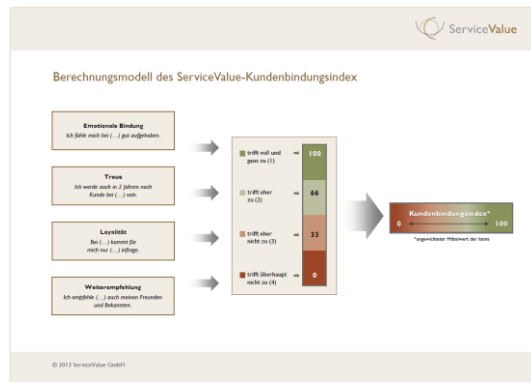 ServiceValue
Berechnungsmodell des ServiceValue-Kundenbindungsindex
Emotionale Bindung
Ich fühle mich bei (...) gut aufgehoben.
Treue
Ich werde auch in 2 Jahren noch
Kunde bei (...) sein.
Loyalität
Bei (...) kommt für
mich nur (...) infrage.
Weiterempfehlung
Ich empfehle (...) auch meinen Freunden
und Bekannten.
trifft voll und
ganz zu (1)
⇒ 100
trifft eher
zu (2)
⇒ 66
trifft eher
nicht zu (3)
⇒ 33
trifft überhaupt
nicht zu (4)
⇒ 0
Kundenbindungsindex*
0 100
*ungewichteter Mittelwert der Items
© 2013 ServiceValue GmbH